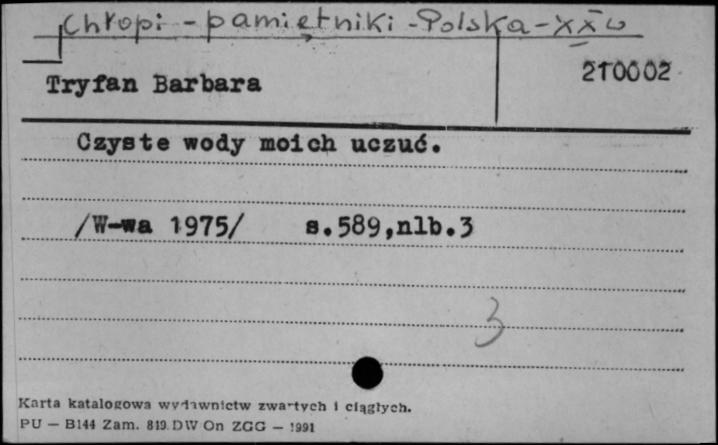 Chłopi - pamiętniki - Polska - XX w
210002
Tryfan Barbara
Czyste wody moich uczuć.
/W-wa 1975/ s.589,nlb.3
3
Karta katalogowa wydawnictw zwartych i ciągłych.
PU — B144 Zam. 819 DW On ZGG — 1991